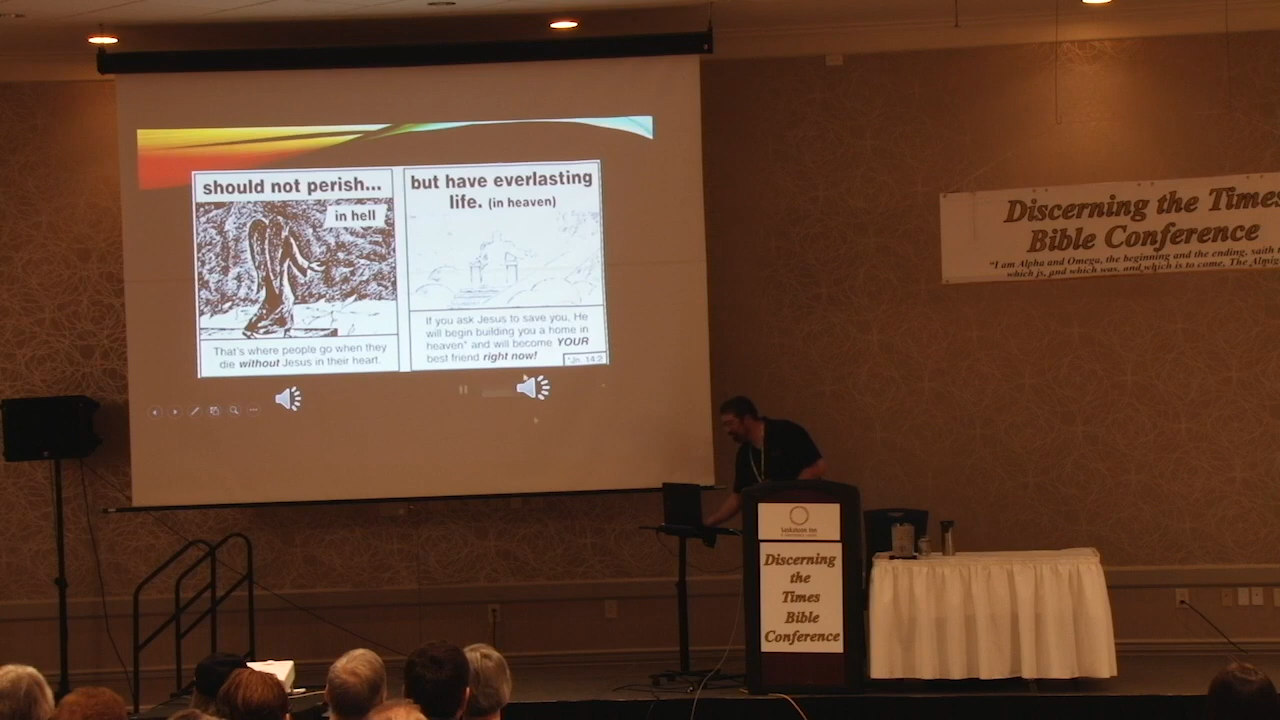 should not perish...
in hell
That's where people go when they
die without Jesus in their heart.
but have everlasting
life. (in heaven)
If you ask Jesus to save you, He
will begin building you a home in
heaven* and will become YOUR
best friend right now!
*Jn. 14:2
Discerning the Times
Bible Conference
"I am Alpha and Omega, the beginning and the ending, saith
which is, and which was, and which is to come, The
Saskatoon Inn
Discerning
the
Times
Bible
Conference